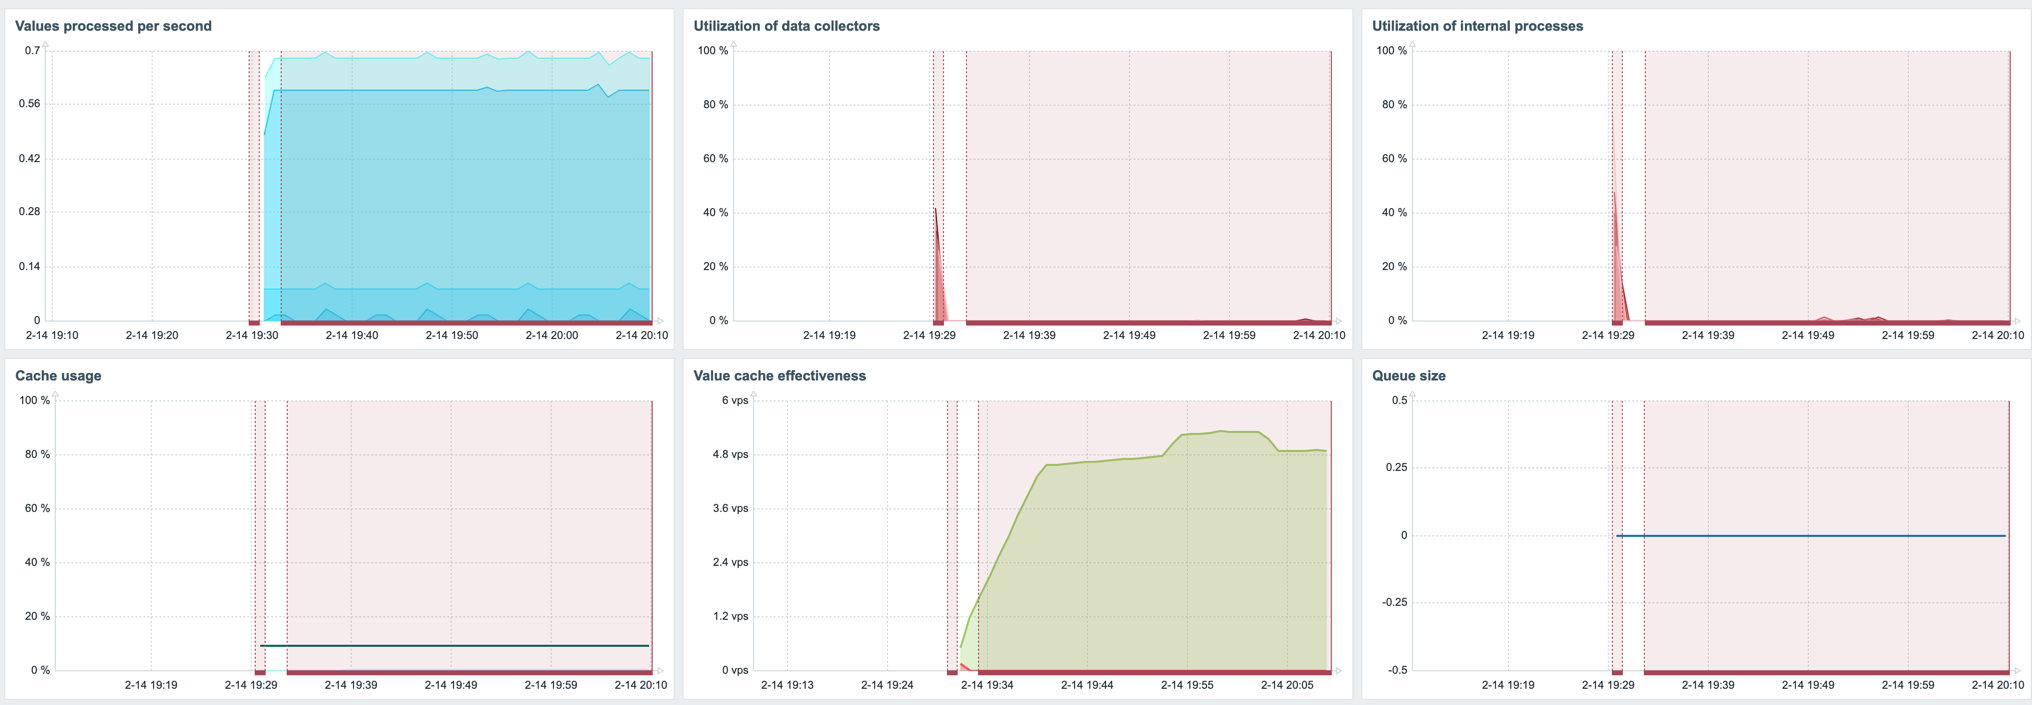 Values processed per second
0.7
0.56
0.42
0.28
0.14
0
2-14 19:10 2-14 19:20 2-14 19:30 2-14 19:40 2-14 19:50 2-14 20:00 2-14 20:10
Utilization of data collectors
100 %
80 %
60 %
40 %
20 %
0 %
2-14 19:19 2-14 19:29 2-14 19:39 2-14 19:49 2-14 19:59 2-14 20:10
Utilization of internal processes
100 %
80 %
60 %
40 %
20 %
0 %
2-14 19:19 2-14 19:29 2-14 19:39 2-14 19:49 2-14 19:59 2-14 20:10
Cache usage
100 %
80 %
60 %
40 %
20 %
0 %
2-14 19:19 2-14 19:29 2-14 19:39 2-14 19:49 2-14 19:59 2-14 20:10
Value cache effectiveness
6 vps
4.8 vps
3.6 vps
2.4 vps
1.2 vps
0 vps
2-14 19:13 2-14 19:24 2-14 19:34 2-14 19:44 2-14 19:55 2-14 20:05
Queue size
0.5
0.25
0
-0.25
-0.5
2-14 19:19 2-14 19:29 2-14 19:39 2-14 19:49 2-14 19:59 2-14 20:10